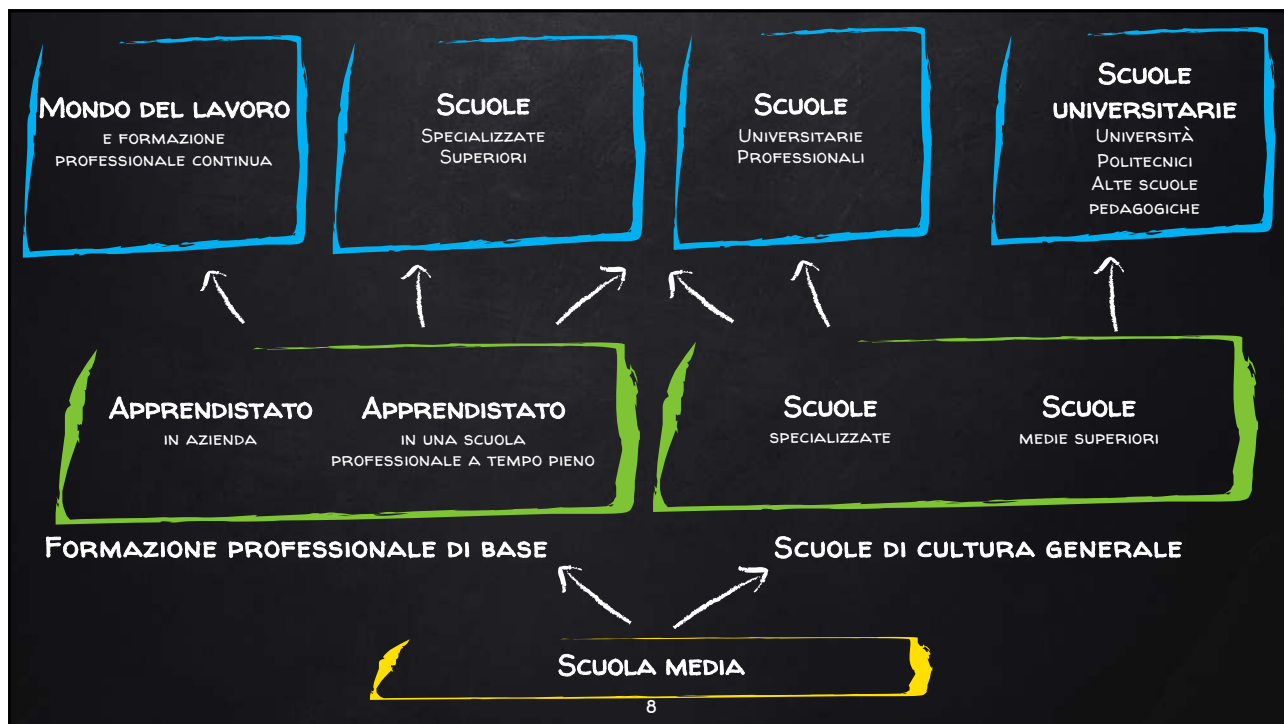 MONDO DEL LAVORO
E FORMAZIONE
PROFESSIONALE CONTINUA
SCUOLE
SPECIALIZZATE
SUPERIORI
SCUOLE
UNIVERSITARIE
PROFESSIONALI
SCUOLE
UNIVERSITARIE
UNIVERSITÀ
POLITECNICI
ALTE SCUOLE
PEDAGOGICHE
APPRENDISTATO
IN AZIENDA
APPRENDISTATO
IN UNA SCUOLA
PROFESSIONALE A TEMPO PIENO
SCUOLE
SPECIALIZZATE
SCUOLE
MEDIE SUPERIORI
FORMAZIONE PROFESSIONALE DI BASE
SCUOLE DI CULTURA GENERALE
SCUOLA MEDIA
8